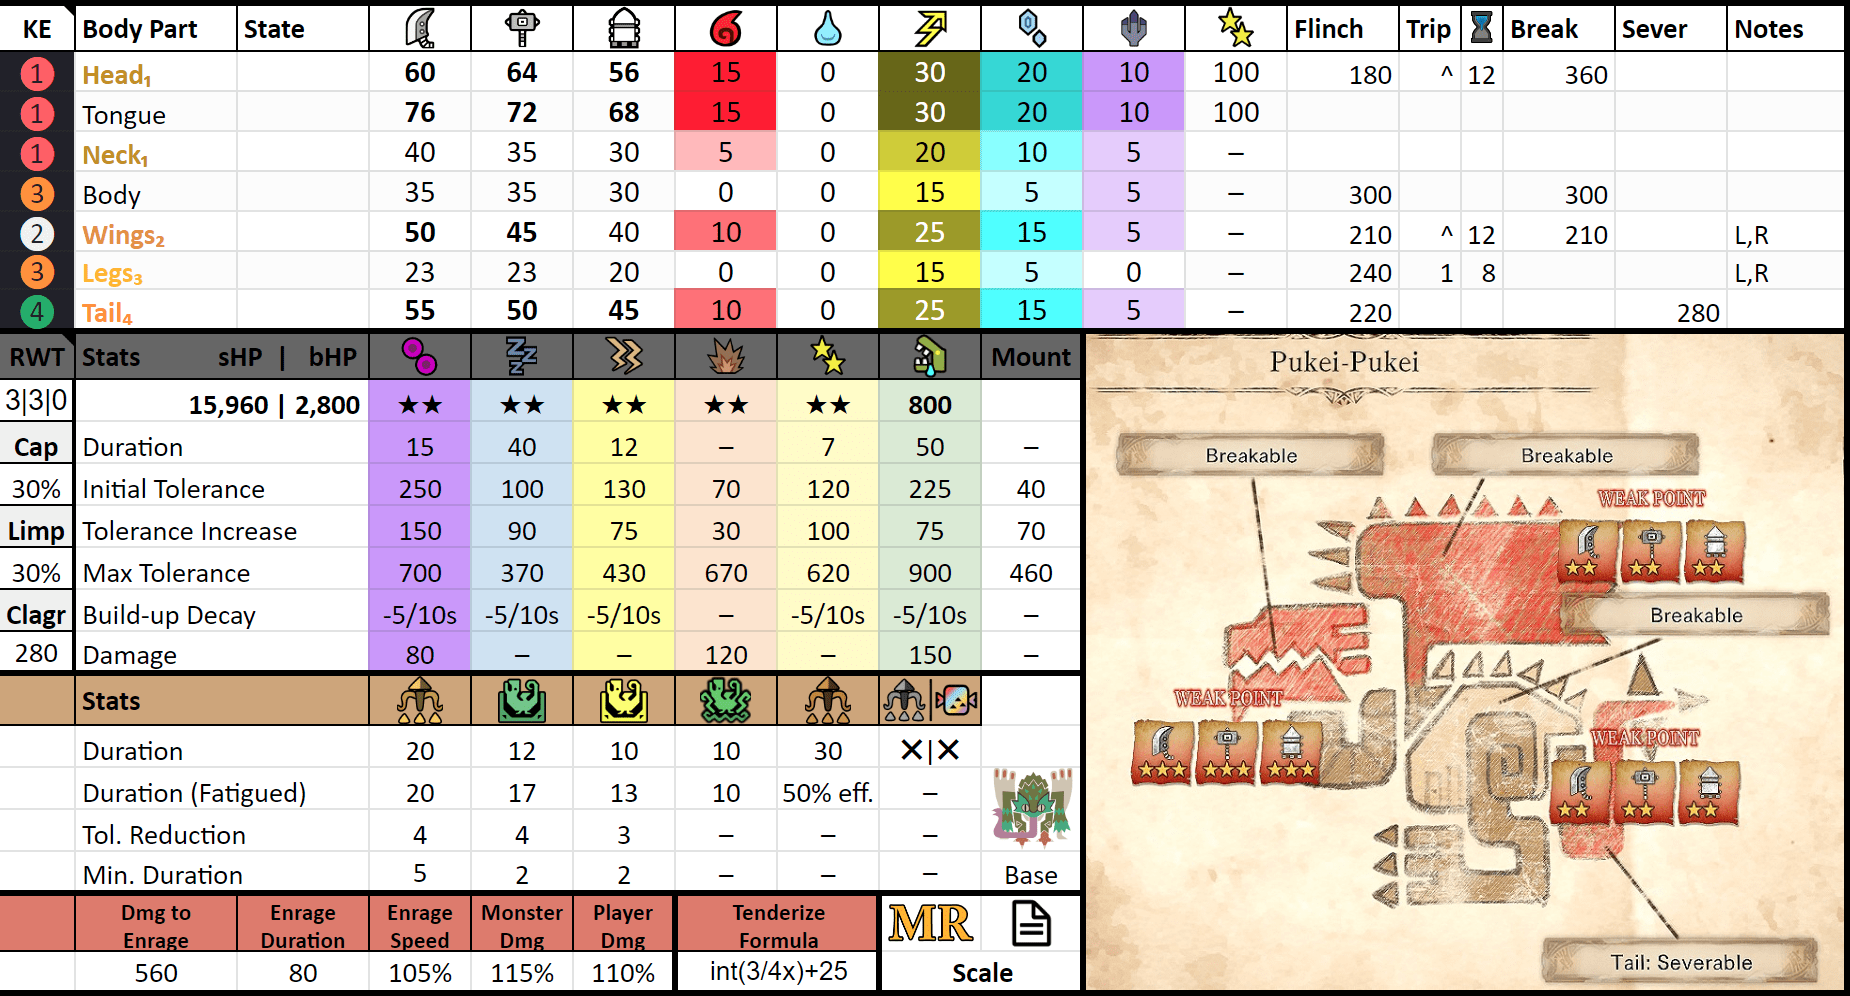 KE Body Part State Flinch Trip Break Sever Notes
1 Head₁ 60 64 56 15 0 30 20 10 100 180 ^ 12 360
1 Tongue 76 72 68 15 0 30 20 10 100
1 Neck₁ 40 35 30 5 0 20 10 5 –
3 Body 35 35 30 0 0 15 5 5 – 300 300
2 Wings₂ 50 45 40 10 0 25 15 5 – 210 ^ 12 210 L,R
3 Legs₃ 23 23 20 0 0 15 5 0 – 240 1 8 L,R
4 Tail₄ 55 50 45 10 0 25 15 5 – 220 280
RWT Stats sHP | bHP Mount
3|3|0 15,960 | 2,800 ★★ ★★ ★★ ★★ ★★ 800
Cap Duration 15 40 12 – 7 50 –
30% Initial Tolerance 250 100 130 70 120 225 40
Limp Tolerance Increase 150 90 75 30 100 75 70
30% Max Tolerance 700 370 430 670 620 900 460
Clagr Build-up Decay -5/10s -5/10s -5/10s – -5/10s -5/10s –
280 Damage 80 – – 120 – 150 –
Stats
Duration 20 12 10 10 30 ✕|✕
Duration (Fatigued) 20 17 13 10 50% eff. –
Tol. Reduction 4 4 3 – – –
Min. Duration 5 2 2 – – – Base
Dmg to Enrage Enrage Duration Enrage Speed Monster Dmg Player Dmg Tenderize Formula MR
560 80 105% 115% 110% int(3/4x)+25 Scale
Pukei-Pukei
Breakable Breakable
WEAK POINT
Breakable
WEAK POINT
WEAK POINT
Tail: Severable